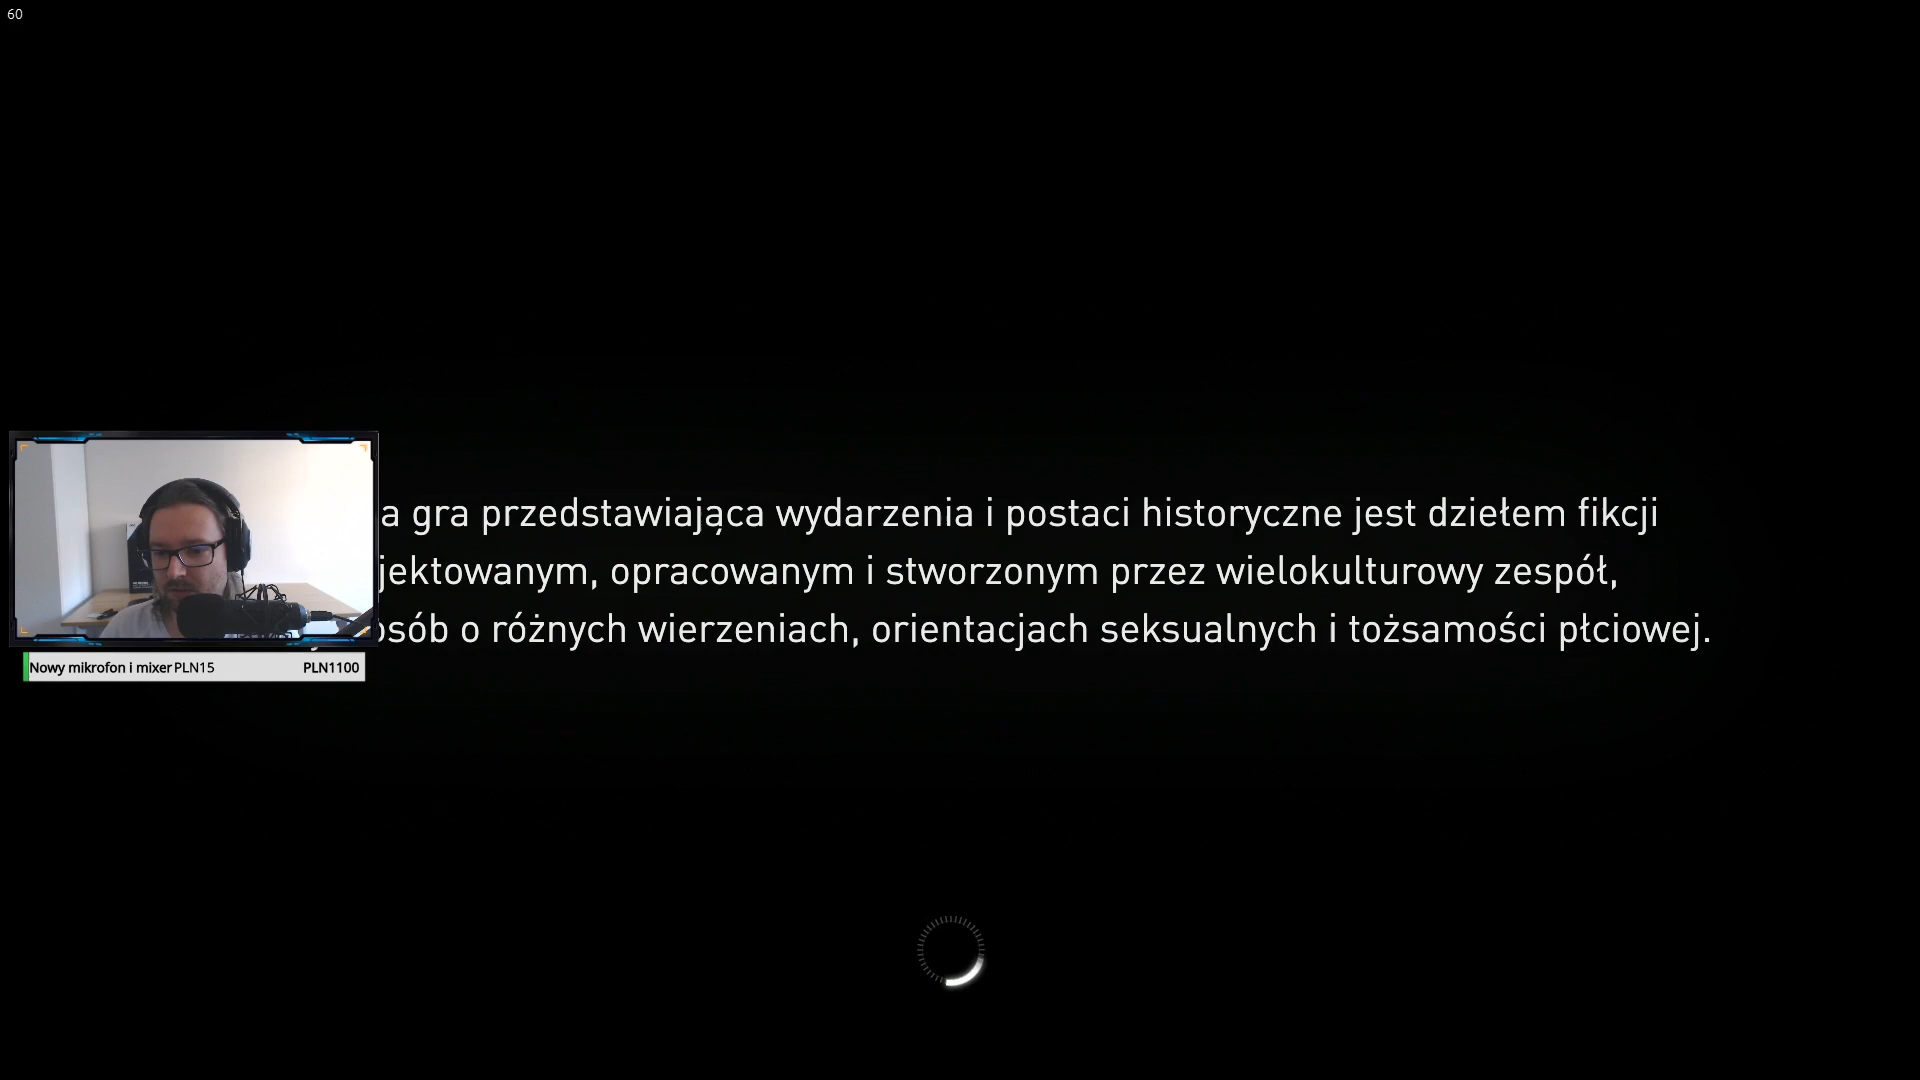 60
a gra przedstawiająca wydarzenia i postaci historyczne jest dziełem fikcji
jektowanym, opracowanym i stworzonym przez wielokulturowy zespół,
osób o różnych wierzeniach, orientacjach seksualnych i tożsamości płciowej.
Nowy mikrofon i mixer PLN15 PLN1100